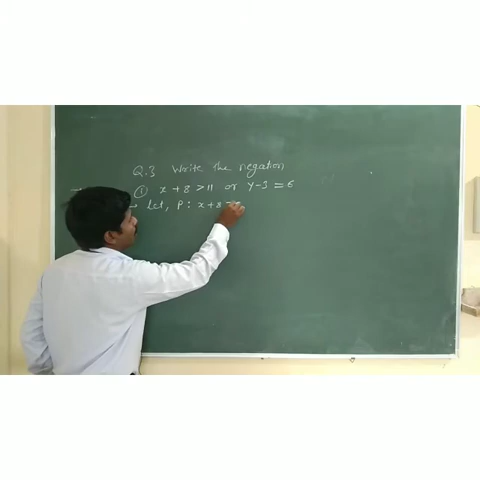 Q.3 Write the negation
① x + 8 > 11 or y - 3 = 6
→ Let, P : x + 8